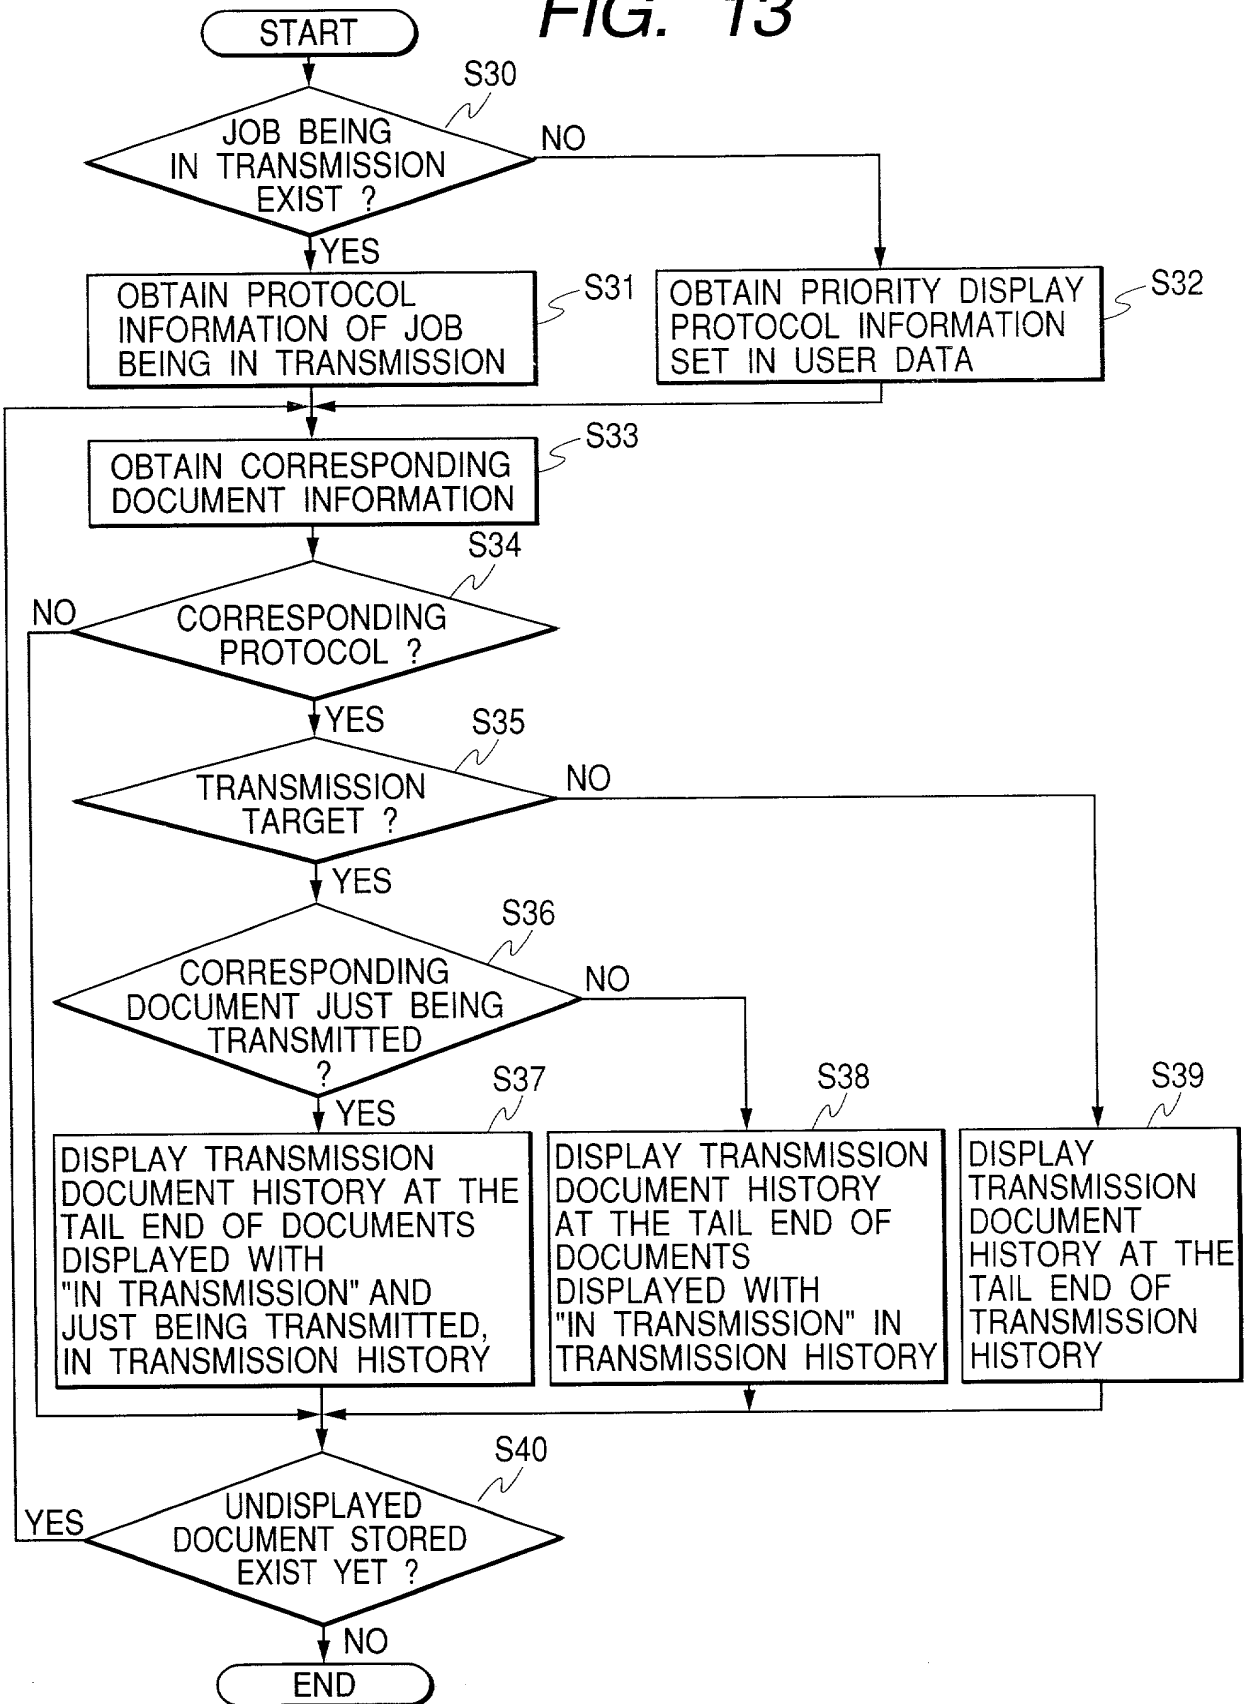 FIG. 13
START
S30
JOB BEING
IN TRANSMISSION
EXIST ?
NO
YES
OBTAIN PROTOCOL
INFORMATION OF JOB
BEING IN TRANSMISSION
S31
OBTAIN PRIORITY DISPLAY
PROTOCOL INFORMATION
SET IN USER DATA
S32
OBTAIN CORRESPONDING
DOCUMENT INFORMATION
S33
S34
CORRESPONDING
PROTOCOL ?
NO
YES
S35
TRANSMISSION
TARGET ?
NO
YES
S36
CORRESPONDING
DOCUMENT JUST BEING
TRANSMITTED
?
NO
YES
S37
DISPLAY TRANSMISSION
DOCUMENT HISTORY AT THE
TAIL END OF DOCUMENTS
DISPLAYED WITH
"IN TRANSMISSION" AND
JUST BEING TRANSMITTED,
IN TRANSMISSION HISTORY
S38
DISPLAY TRANSMISSION
DOCUMENT HISTORY
AT THE TAIL END OF
DOCUMENTS
DISPLAYED WITH
"IN TRANSMISSION" IN
TRANSMISSION HISTORY
S39
DISPLAY
TRANSMISSION
DOCUMENT
HISTORY AT THE
TAIL END OF
TRANSMISSION
HISTORY
S40
UNDISPLAYED
DOCUMENT STORED
EXIST YET ?
YES
NO
END